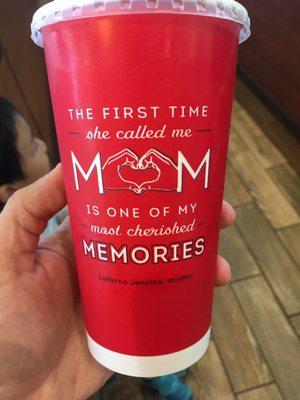 THE FIRST TIME
she called me
MOM
IS ONE OF MY
most cherished
MEMORIES
LaVerne Jenkins, mother